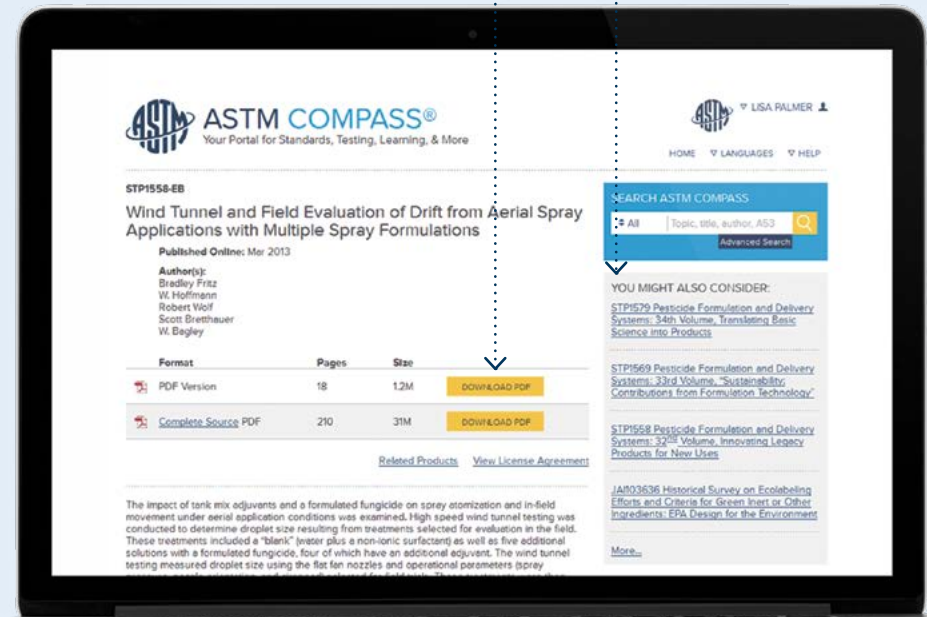 ASTM
ASTM COMPASS®
Your Portal for Standards, Testing, Learning, & More
ASTM
LISA PALMER
HOME LANGUAGES HELP
STP1558-EB
Wind Tunnel and Field Evaluation of Drift from Aerial Spray
Applications with Multiple Spray Formulations
Published Online: Mar 2013
Author(s):
Bradley Fritz
W. Hoffmann
Robert Wolf
Scott Bretthauer
W. Bagley
Format Pages Size
PDF Version 18 1.2M DOWNLOAD PDF
Complete Source PDF 210 31M DOWNLOAD PDF
Related Products View License Agreement
The impact of tank mix adjuvants and a formulated fungicide on spray atomization and in-field
movement under aerial application conditions was examined. High speed wind tunnel testing was
conducted to determine droplet size resulting from treatments selected for evaluation in the field.
These treatments included a "blank" (water plus a non-ionic surfactant) as well as five additional
solutions with a formulated fungicide, four of which have an additional adjuvant. The wind tunnel
testing measured droplet size using the flat fan nozzles and operational parameters (spray
SEARCH ASTM COMPASS
All Topic, title, author, A53
Advanced Search
YOU MIGHT ALSO CONSIDER:
STP1579 Pesticide Formulation and Delivery
Systems: 34th Volume, Translating Basic
Science into Products
STP1569 Pesticide Formulation and Delivery
Systems: 33rd Volume, "Sustainability:
Contributions from Formulation Technology"
STP1558 Pesticide Formulation and Delivery
Systems: 32nd Volume, Innovating Legacy
Products for New Uses
JAI103636 Historical Survey on Ecolabeling
Efforts and Criteria for Green Inert or Other
Ingredients: EPA Design for the Environment
More...